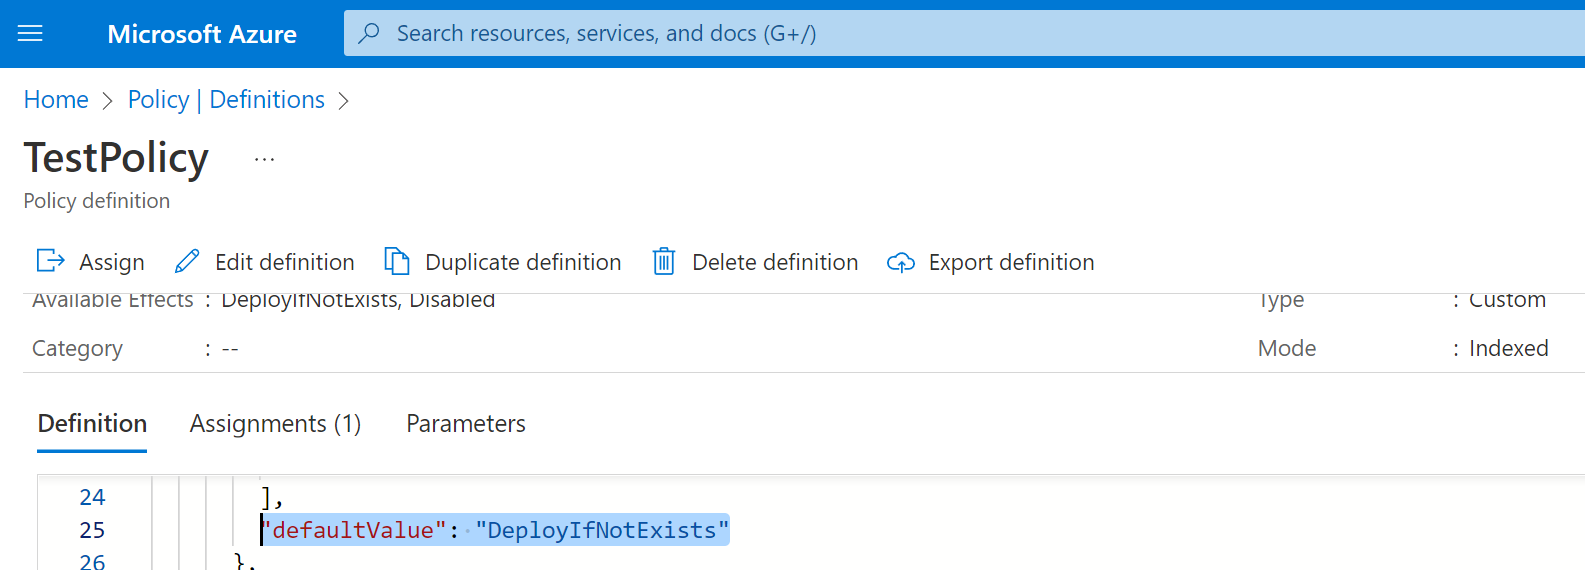 Microsoft Azure Search resources, services, and docs (G+/)
Home > Policy | Definitions >
TestPolicy ...
Policy definition
Assign Edit definition Duplicate definition Delete definition Export definition
Available Effects : DeployIfNotExists, Disabled Type : Custom
Category : -- Mode : Indexed
Definition Assignments (1) Parameters
24 ],
25 "defaultValue": "DeployIfNotExists"
26 },